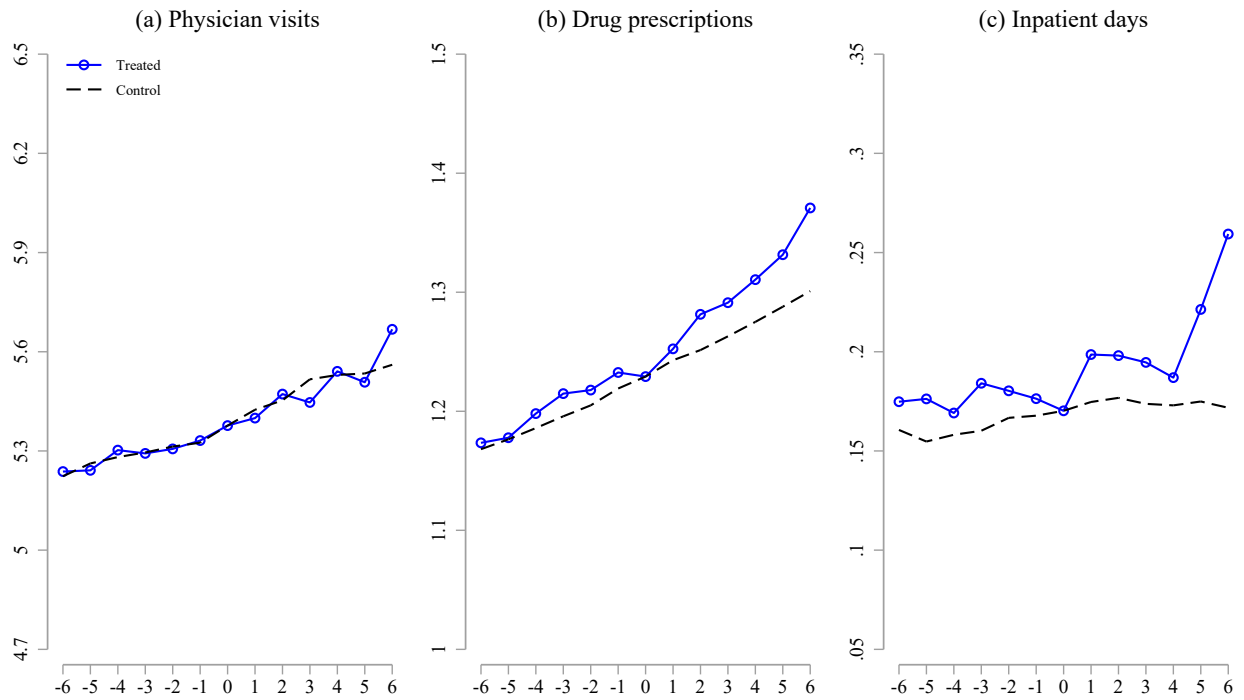 (a) Physician visits
(b) Drug prescriptions
(c) Inpatient days
Treated
Control
6.5
6.2
5.9
5.6
5.3
5
4.7
-6 -5 -4 -3 -2 -1 0 1 2 3 4 5 6
1.5
1.4
1.3
1.2
1.1
1
-6 -5 -4 -3 -2 -1 0 1 2 3 4 5 6
.35
.3
.25
.2
.15
.1
.05
-6 -5 -4 -3 -2 -1 0 1 2 3 4 5 6